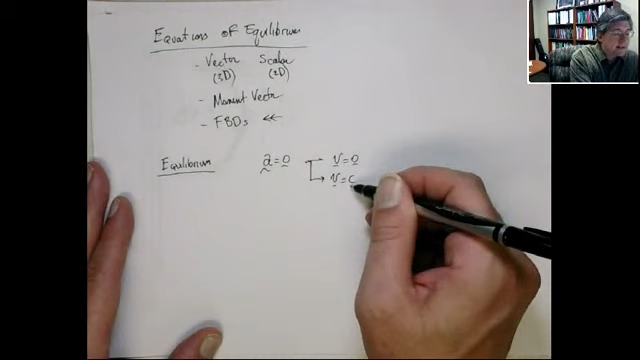 Equations of Equilibrium
- Vector Scalar
(3D) (2D)
- Moment Vector
- FBDs <<
Equilibrium a = 0 v = 0
v = c